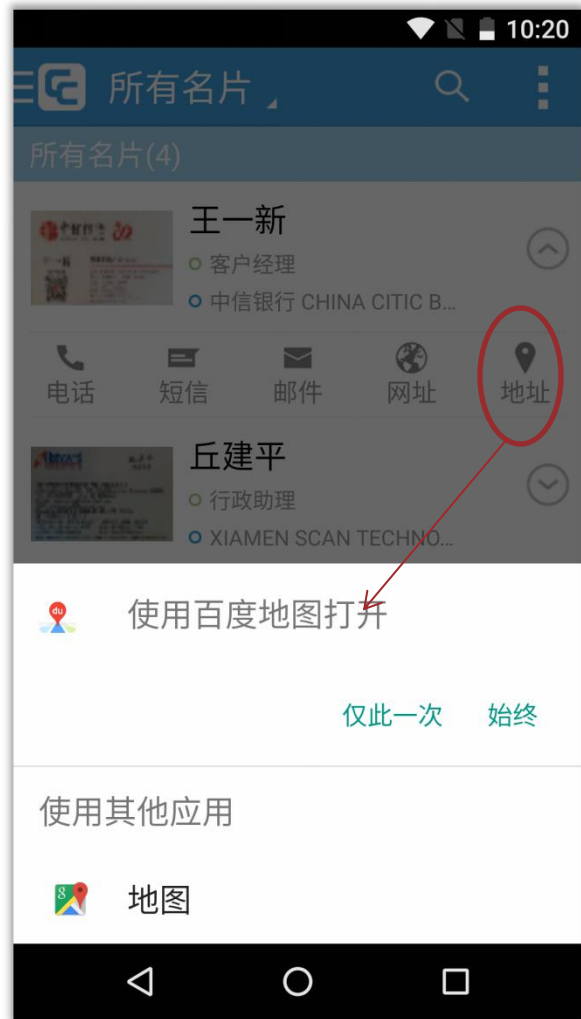 10:20
所有名片
所有名片(4)
王一新
客户经理
中信银行 CHINA CITIC B...
电话 短信 邮件 网址 地址
丘建平
行政助理
XIAMEN SCAN TECHNO...
du
使用百度地图打开
仅此一次 始终
使用其他应用
8
地图